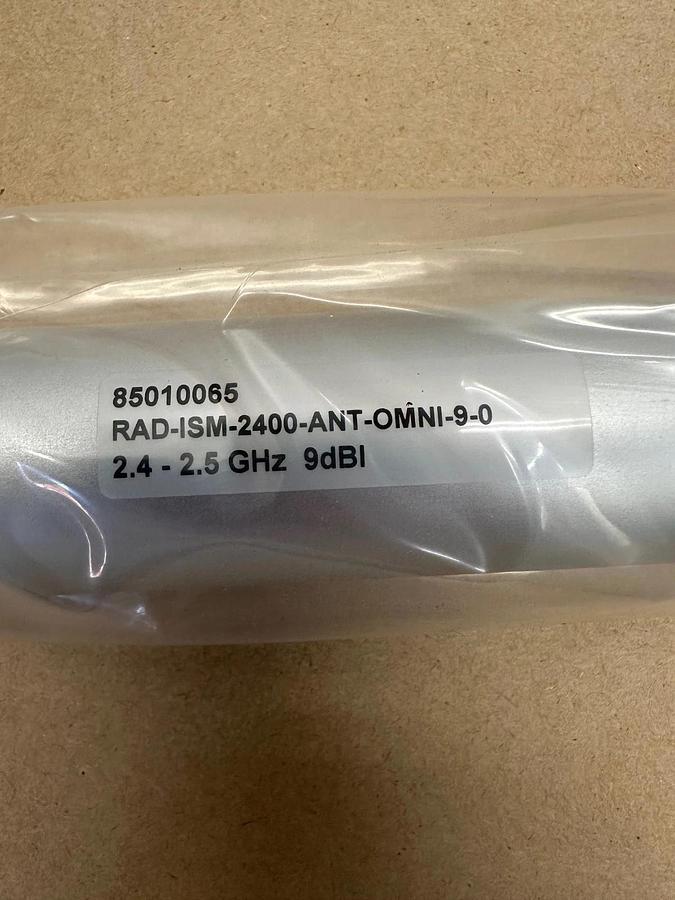 85010065
RAD-ISM-2400-ANT-OMNI-9-0
2.4 - 2.5 GHz 9dBI